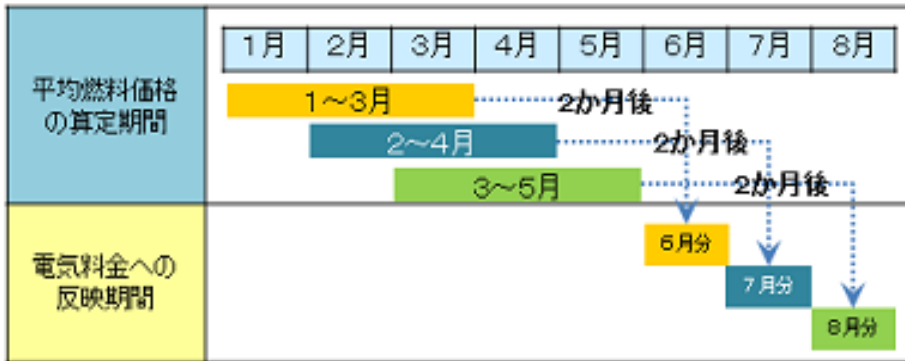 1月 2月 3月 4月 5月 6月 7月 8月
平均燃料価格
の算定期間
1～3月 2か月後
2～4月 2か月後
3～5月 2か月後
電気料金への
反映期間
6月分
7月分
8月分